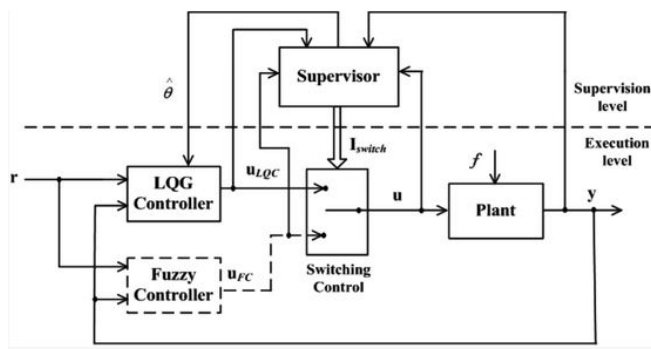 Supervisor
θ̂
Supervision
level
Execution
level
I_switch
f
r
LQG
Controller
u_LQC
u
Plant
y
Fuzzy
Controller
u_FC
Switching
Control